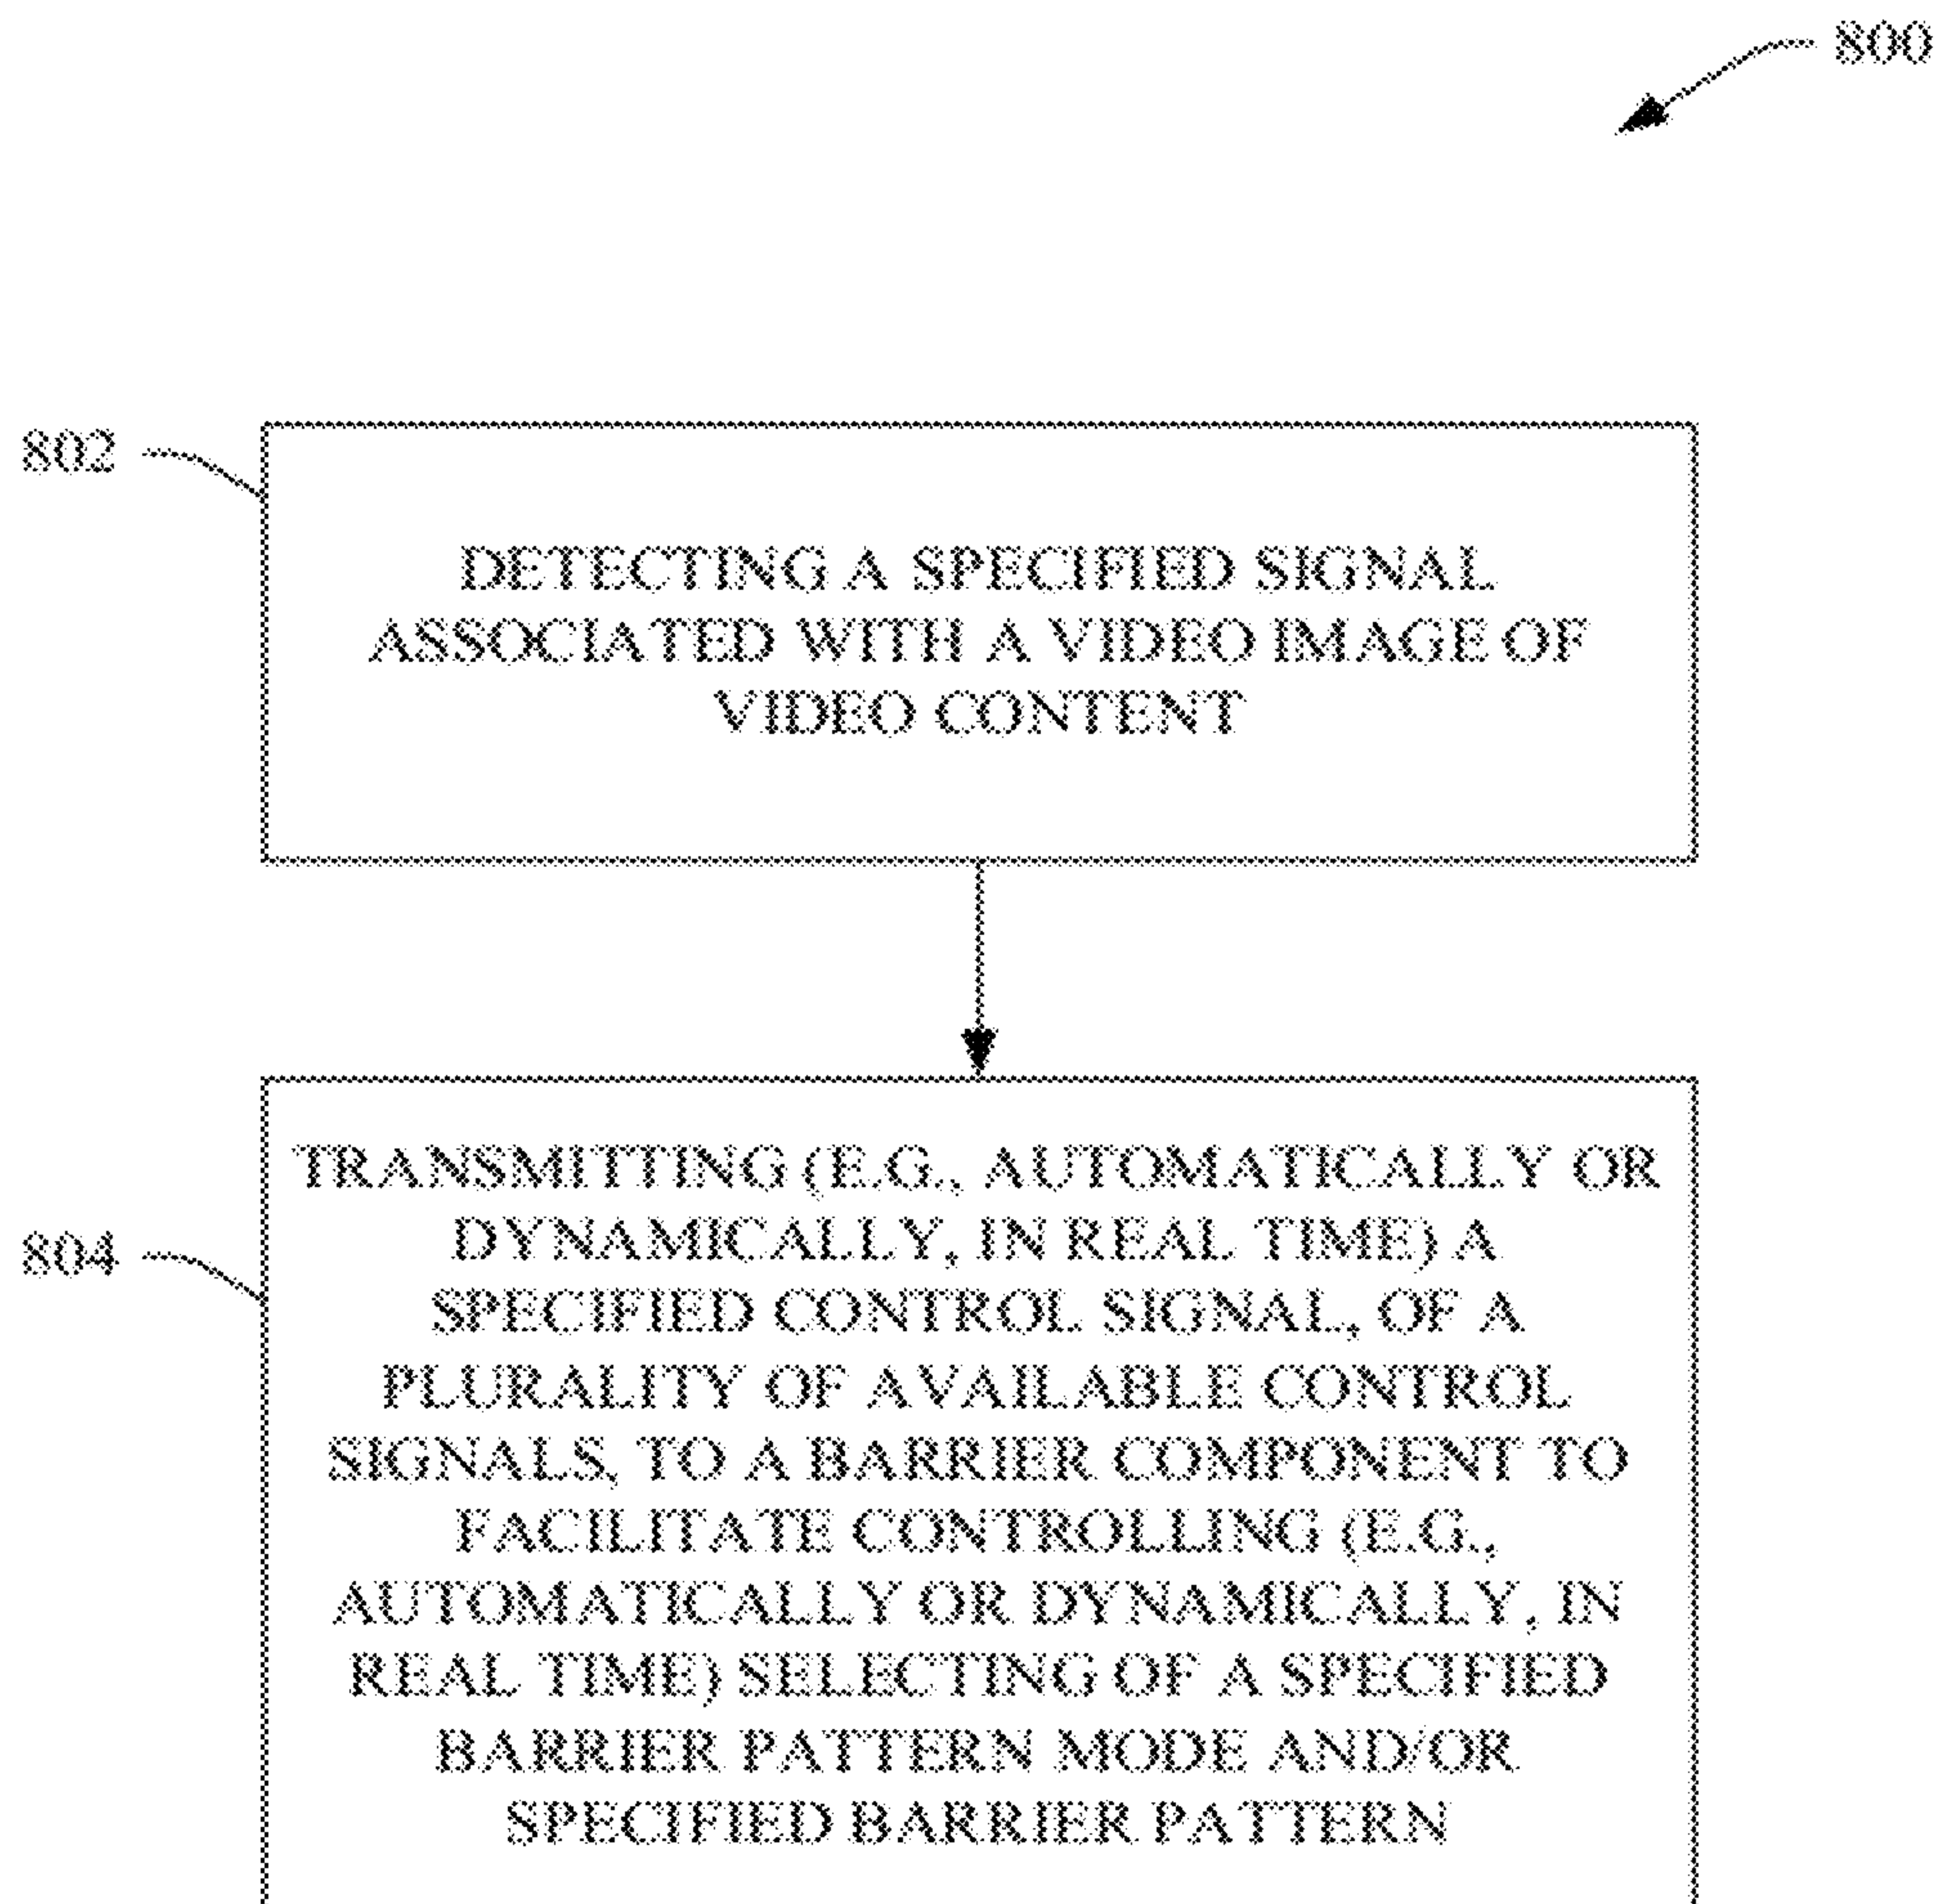 800
802
DETECTING A SPECIFIED SIGNAL
ASSOCIATED WITH A VIDEO IMAGE OF
VIDEO CONTENT
804
TRANSMITTING (E.G., AUTOMATICALLY OR
DYNAMICALLY, IN REAL TIME) A
SPECIFIED CONTROL SIGNAL, OF A
PLURALITY OF AVAILABLE CONTROL
SIGNALS, TO A BARRIER COMPONENT TO
FACILITATE CONTROLLING (E.G.,
AUTOMATICALLY OR DYNAMICALLY, IN
REAL TIME) SELECTING OF A SPECIFIED
BARRIER PATTERN MODE AND/OR
SPECIFIED BARRIER PATTERN